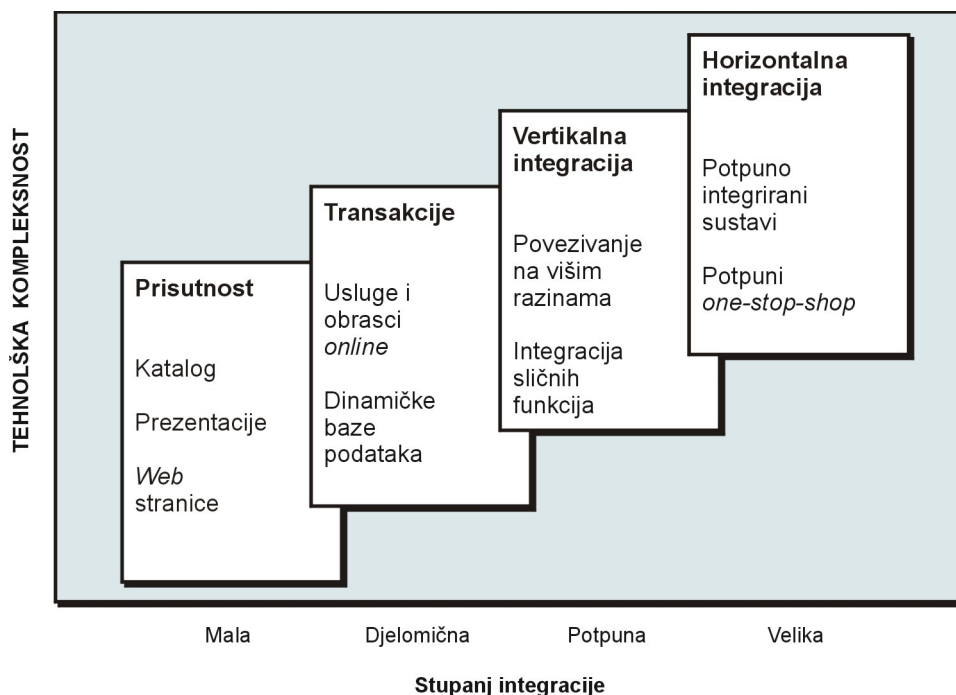 TEHNOLŠKA KOMPLEKSNOST
Prisutnost
Katalog
Prezentacije
Web
stranice
Transakcije
Usluge i
obrasci
online
Dinamičke
baze
podataka
Vertikalna
integracija
Povezivanje
na višim
razinama
Integracija
sličnih
funkcija
Horizontalna
integracija
Potpuno
integrirani
sustavi
Potpuni
one-stop-shop
Mala
Djelomična
Potpuna
Velika
Stupanj integracije